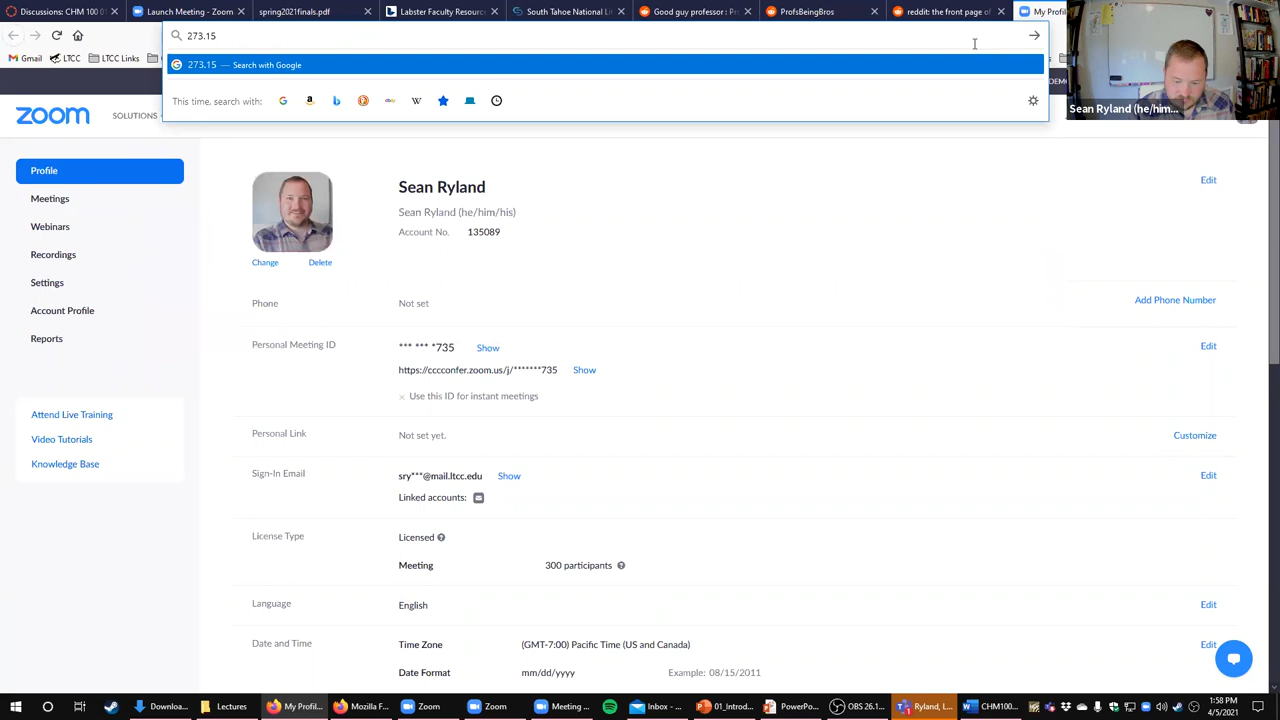 Discussions: CHM 100 01
Launch Meeting - Zoom
spring2021finals.pdf
Labster Faculty Resource
South Tahoe National Li
Good guy professor : Pr
ProfsBeingBros
reddit: the front page of
My Profi
273.15
273.15 — Search with Google
This time, search with:
Gmail
LTCC
LTCC Links
zoom
SOLUTIONS
Sean Ryland (he/him...
Profile
Meetings
Webinars
Recordings
Settings
Account Profile
Reports
Attend Live Training
Video Tutorials
Knowledge Base
Sean Ryland
Edit
Sean Ryland (he/him/his)
Account No. 135089
Change Delete
Phone Not set Add Phone Number
Personal Meeting ID *** *** *735 Show Edit
https://cccconfer.zoom.us/j/*******735 Show
Use this ID for instant meetings
Personal Link Not set yet. Customize
Sign-In Email sry***@mail.ltcc.edu Show Edit
Linked accounts:
License Type Licensed
Meeting 300 participants
Language English Edit
Date and Time Time Zone (GMT-7:00) Pacific Time (US and Canada) Edit
Date Format mm/dd/yyyy Example: 08/15/2011
Downloa...
Lectures
My Profil...
Mozilla F...
Zoom
Zoom
Meeting ...
Inbox - ...
01_Introd...
PowerPo...
OBS 26.1...
Ryland, L...
CHM100...
1:58 PM
4/5/2021